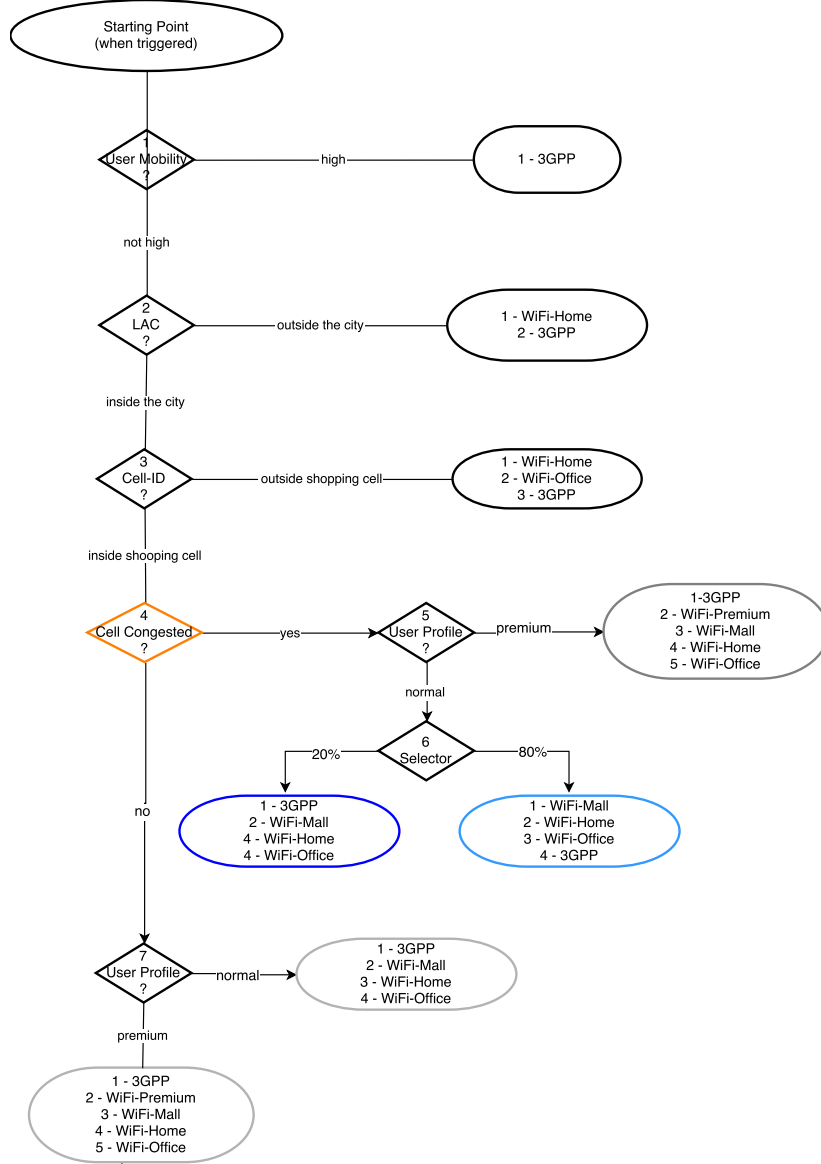 Starting Point
(when triggered)
1
User Mobility
?
high
1 - 3GPP
not high
2
LAC
?
outside the city
1 - WiFi-Home
2 - 3GPP
inside the city
3
Cell-ID
?
outside shopping cell
1 - WiFi-Home
2 - WiFi-Office
3 - 3GPP
inside shooping cell
4
Cell Congested
?
yes
5
User Profile
?
premium
1-3GPP
2 - WiFi-Premium
3 - WiFi-Mall
4 - WiFi-Home
5 - WiFi-Office
normal
6
Selector
20%
80%
1 - 3GPP
2 - WiFi-Mall
4 - WiFi-Home
4 - WiFi-Office
1 - WiFi-Mall
2 - WiFi-Home
3 - WiFi-Office
4 - 3GPP
no
7
User Profile
?
normal
1 - 3GPP
2 - WiFi-Mall
3 - WiFi-Home
4 - WiFi-Office
premium
1 - 3GPP
2 - WiFi-Premium
3 - WiFi-Mall
4 - WiFi-Home
5 - WiFi-Office